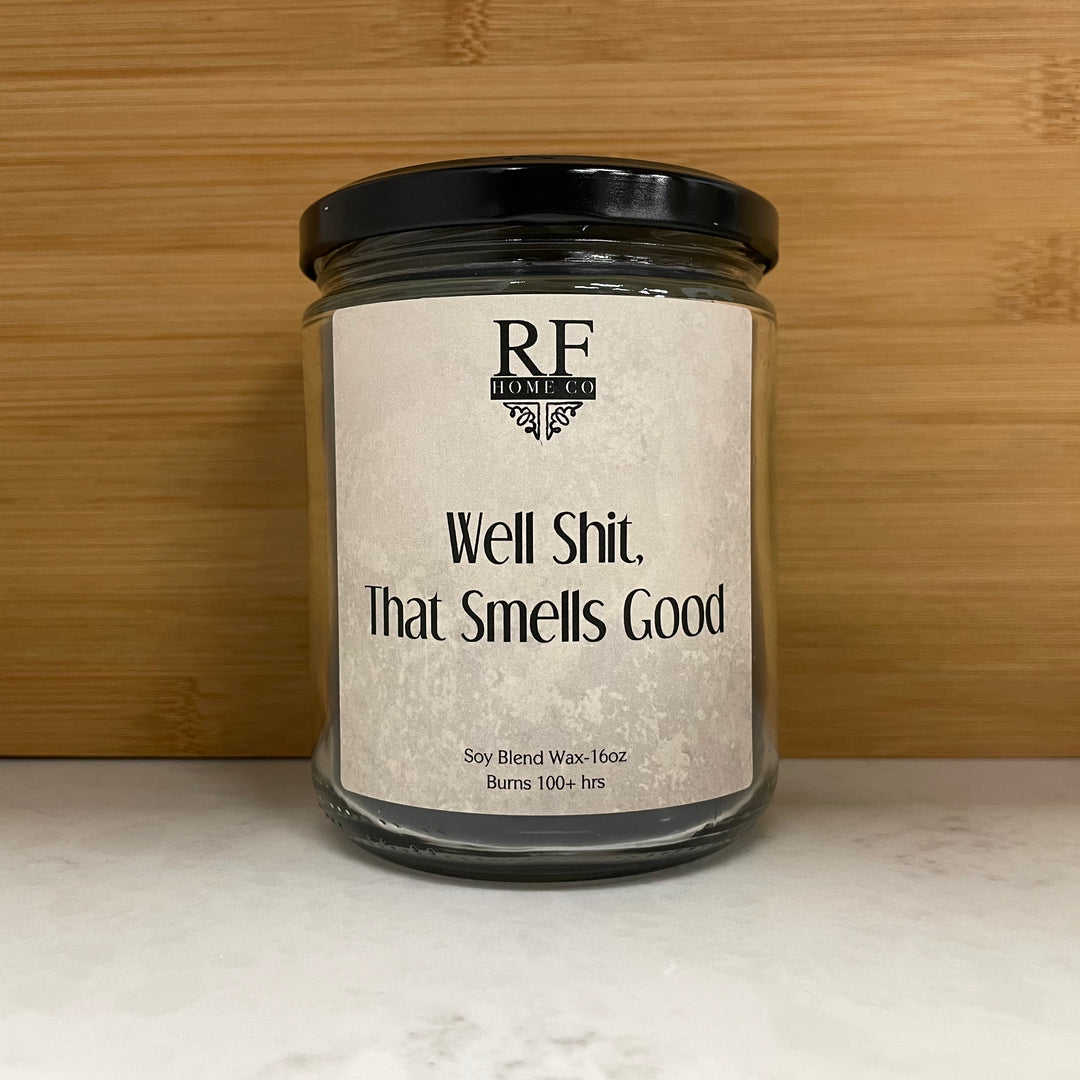 RF
HOME CO
Well Shit,
That Smells Good
Soy Blend Wax-16oz
Burns 100+ hrs